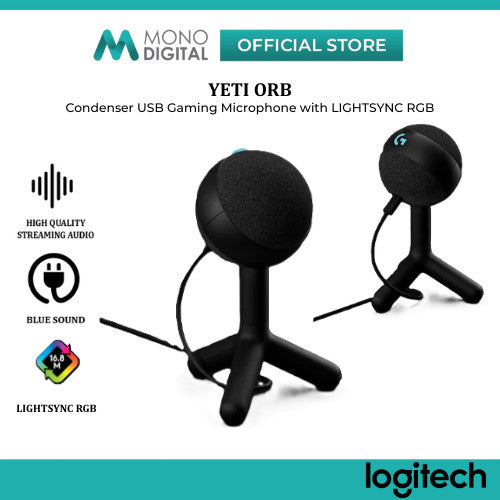 MONO
DIGITAL
OFFICIAL STORE
YETI ORB
Condenser USB Gaming Microphone with LIGHTSYNC RGB
HIGH QUALITY
STREAMING AUDIO
BLUE SOUND
16.8
M
LIGHTSYNC RGB
logitech